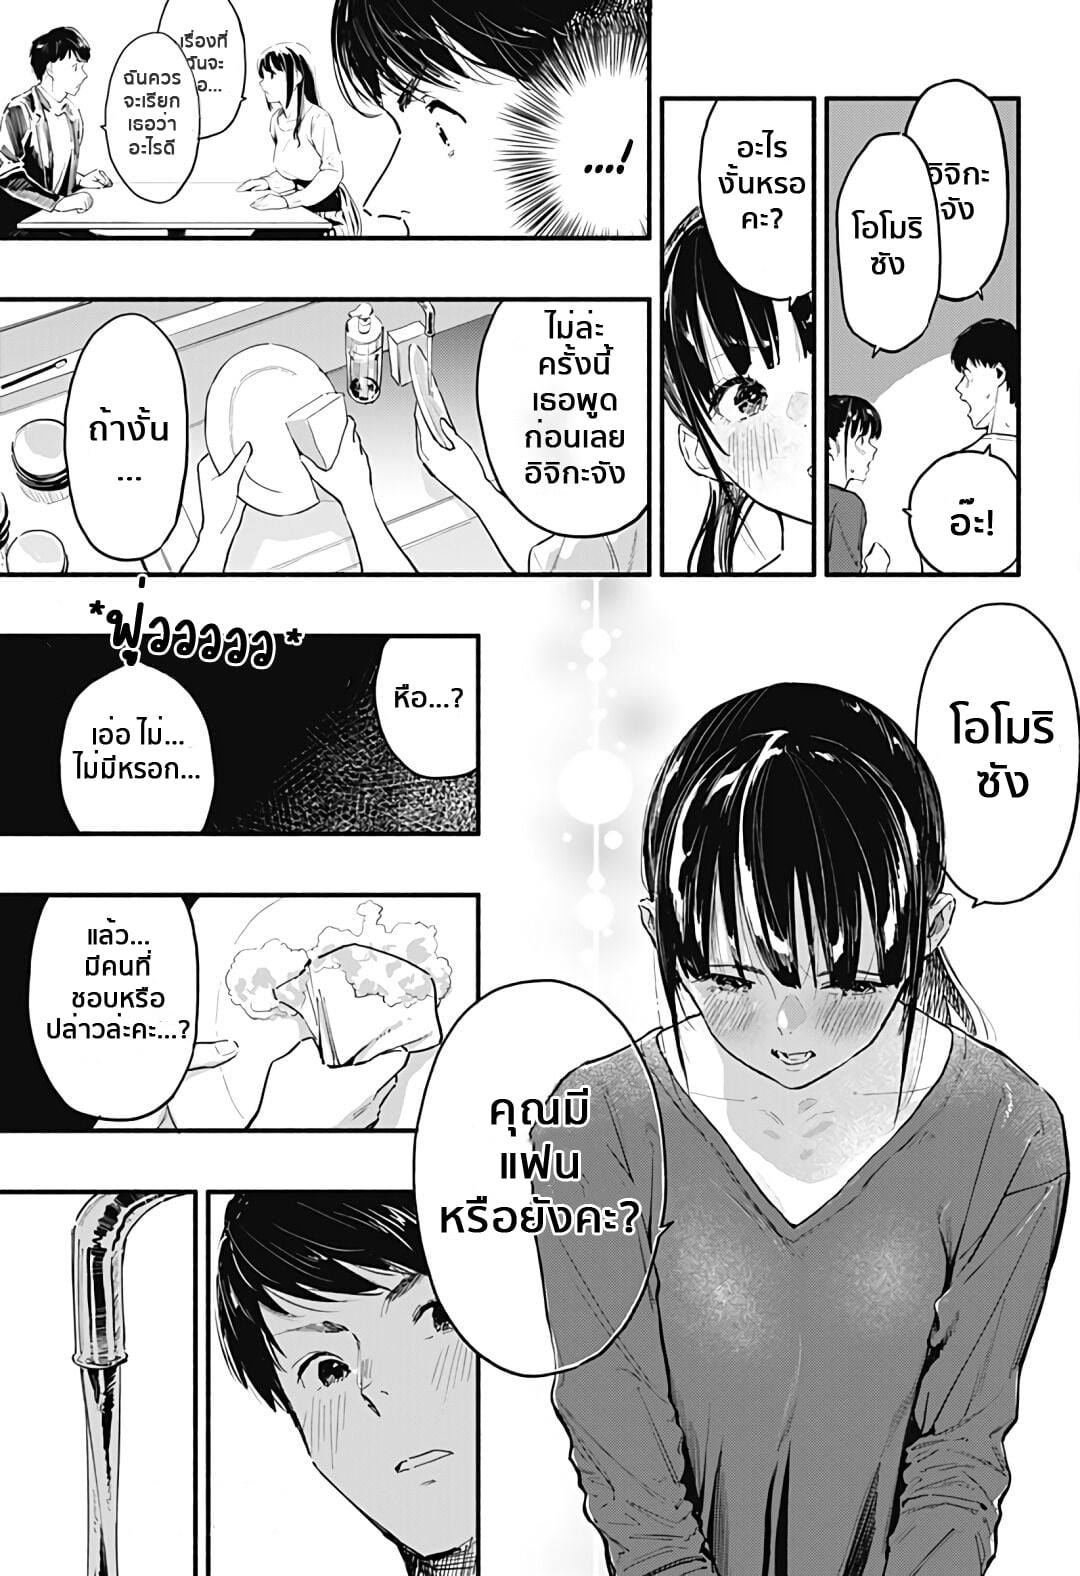 อิจิกะ
จัง
โอโมริ
ซัง
อ๊ะ!
อะไร
งั้นหรอ
คะ?
....!
เรื่องที่
ฉันจะ
อ...
ฉันควร
จะเรียก
เธอว่า
อะไรดี
ไม่ล่ะ
ครั้งนี้
เธอพูด
ก่อนเลย
อิจิกะจัง
ถ้างั้น
...
โอโมริ
ซัง
คุณมี
แฟน
หรือยังคะ?
หือ...?
*ฟู่ววววว*
เอ่อ ไม่...
ไม่มีหรอก...
แล้ว...
มีคนที่
ชอบหรือ
ปล่าวล่ะคะ...?